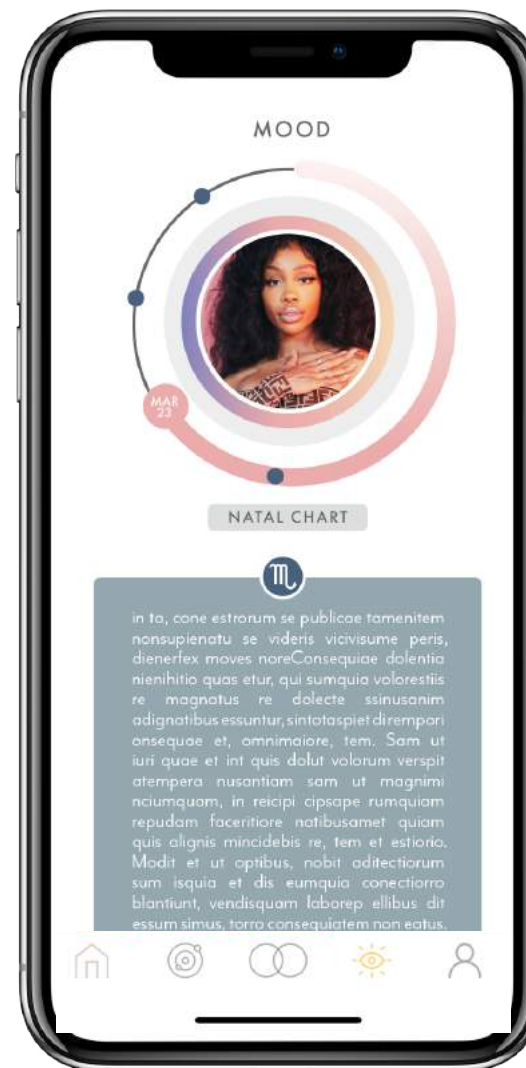 MOOD
MAR
23
NATAL CHART
in ta, cone estrorum se publicae tamenitem
nonsupienatu se videris vicivisume peris,
dienerfex moves noreConsequiae dolentia
nienihitio quas etur, qui sumquia volorestiis
re magnatus re dolecte ssinusanim
adignatibus essuntur, sintotaspiet dirempori
onsequae et, omnimaiore, tem. Sam ut
iuri quae et int quis dolut volorum verspit
atempera nusantiam sam ut magnimi
nciumquam, in reicipi cipsape rumquiam
repudam faceritiore natibusamet quiam
quis alignis mincidebis re, tem et estiorio.
Modit et ut optibus, nobit aditectiorum
sum isquia et dis eumquia conectiorro
blantiunt, vendisquam laborep ellibus dit
essum simus, torro consequiatem non eatus.